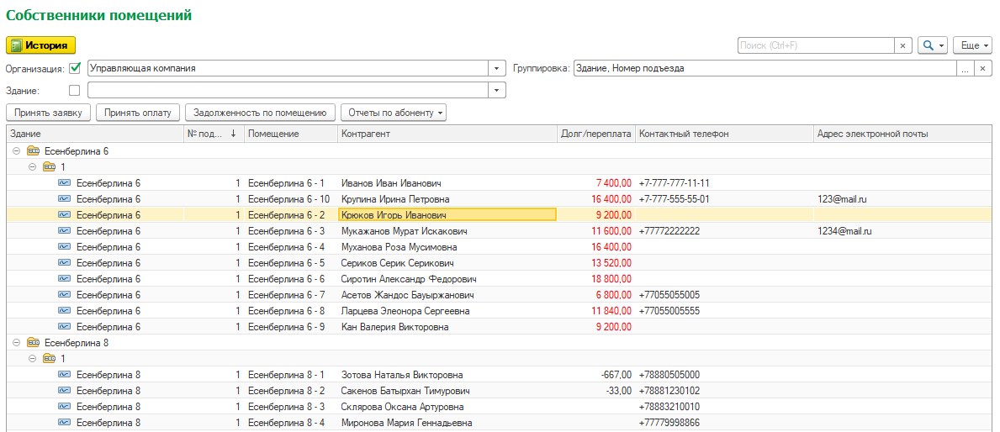 Собственники помещений
История Поиск (Ctrl+F) × Еще
Организация: Управляющая компания Группировка: Здание, Номер подъезда ... ×
Здание:
Принять заявку Принять оплату Задолженность по помещению Отчеты по абоненту
Здание № под... ↓ Помещение Контрагент Долг/переплата Контактный телефон Адрес электронной почты
Есенберлина 6
1
Есенберлина 6 1 Есенберлина 6 - 1 Иванов Иван Иванович 7 400,00 +7-777-777-11-11
Есенберлина 6 1 Есенберлина 6 - 10 Крупина Ирина Петровна 16 400,00 +7-777-555-55-01 123@mail.ru
Есенберлина 6 1 Есенберлина 6 - 2 Крюков Игорь Иванович 9 200,00
Есенберлина 6 1 Есенберлина 6 - 3 Мукажанов Мурат Искакович 11 600,00 +77772222222 1234@mail.ru
Есенберлина 6 1 Есенберлина 6 - 4 Муханова Роза Мусимовна 16 400,00
Есенберлина 6 1 Есенберлина 6 - 5 Сериков Серик Серикович 13 520,00
Есенберлина 6 1 Есенберлина 6 - 6 Сиротин Александр Федорович 18 800,00
Есенберлина 6 1 Есенберлина 6 - 7 Асетов Жандос Бауыржанович 6 800,00 +77055055005
Есенберлина 6 1 Есенберлина 6 - 8 Ларцева Элеонора Сергеевна 11 840,00 +77055005555
Есенберлина 6 1 Есенберлина 6 - 9 Кан Валерия Викторовна 9 200,00
Есенберлина 8
1
Есенберлина 8 1 Есенберлина 8 - 1 Зотова Наталья Викторовна -667,00 +78880505000
Есенберлина 8 1 Есенберлина 8 - 2 Сакенов Батырхан Тимурович -33,00 +78881230102
Есенберлина 8 1 Есенберлина 8 - 3 Склярова Оксана Артуровна +78883210010
Есенберлина 8 1 Есенберлина 8 - 4 Миронова Мария Геннадьевна +77779998866